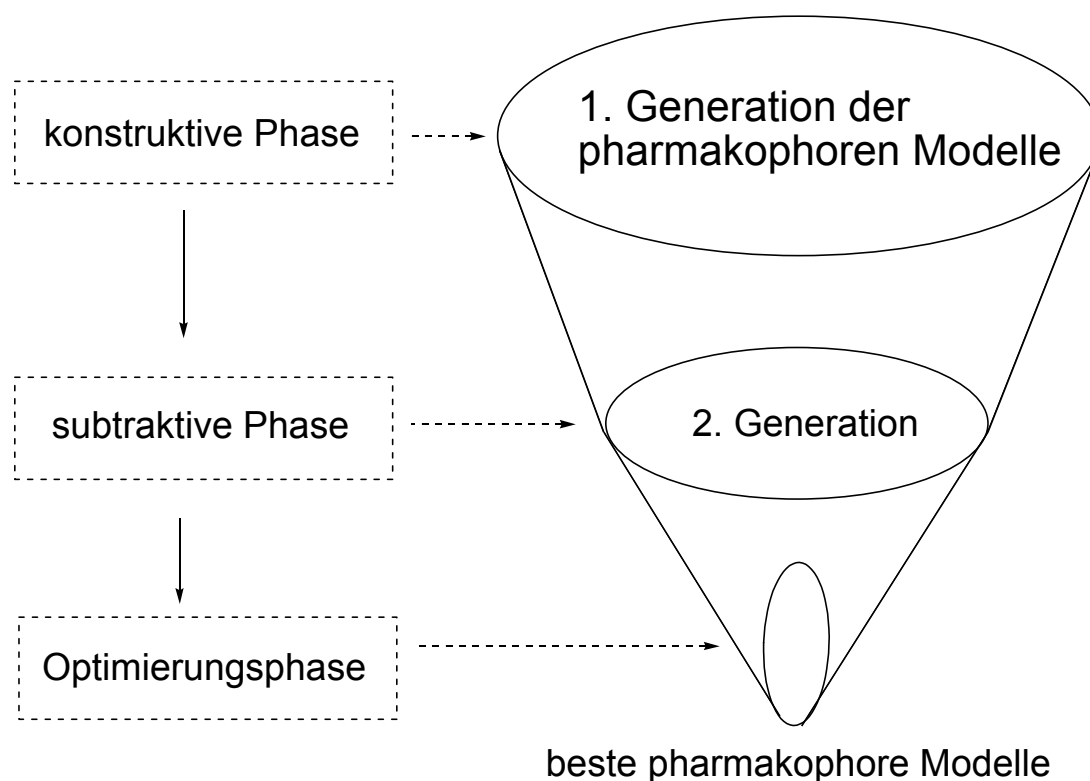 konstruktive Phase
1. Generation der
pharmakophoren Modelle
subtraktive Phase
2. Generation
Optimierungsphase
beste pharmakophore Modelle